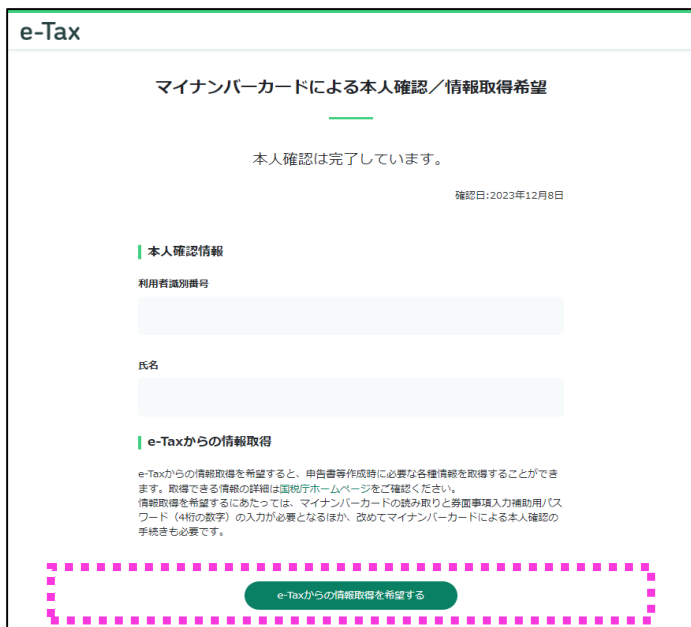 e-Tax
マイナンバーカードによる本人確認／情報取得希望
本人確認は完了しています。
確認日:2023年12月8日
本人確認情報
利用者識別番号
氏名
e-Taxからの情報取得
e-Taxからの情報取得を希望すると、申告書等作成時に必要な各種情報を取得することができ
ます。取得できる情報の詳細は国税庁ホームページをご確認ください。
情報取得を希望するにあたっては、マイナンバーカードの読み取りと券面事項入力補助用パス
ワード（4桁の数字）の入力が必要となるほか、改めてマイナンバーカードによる本人確認の
手続きも必要です。
e-Taxからの情報取得を希望する